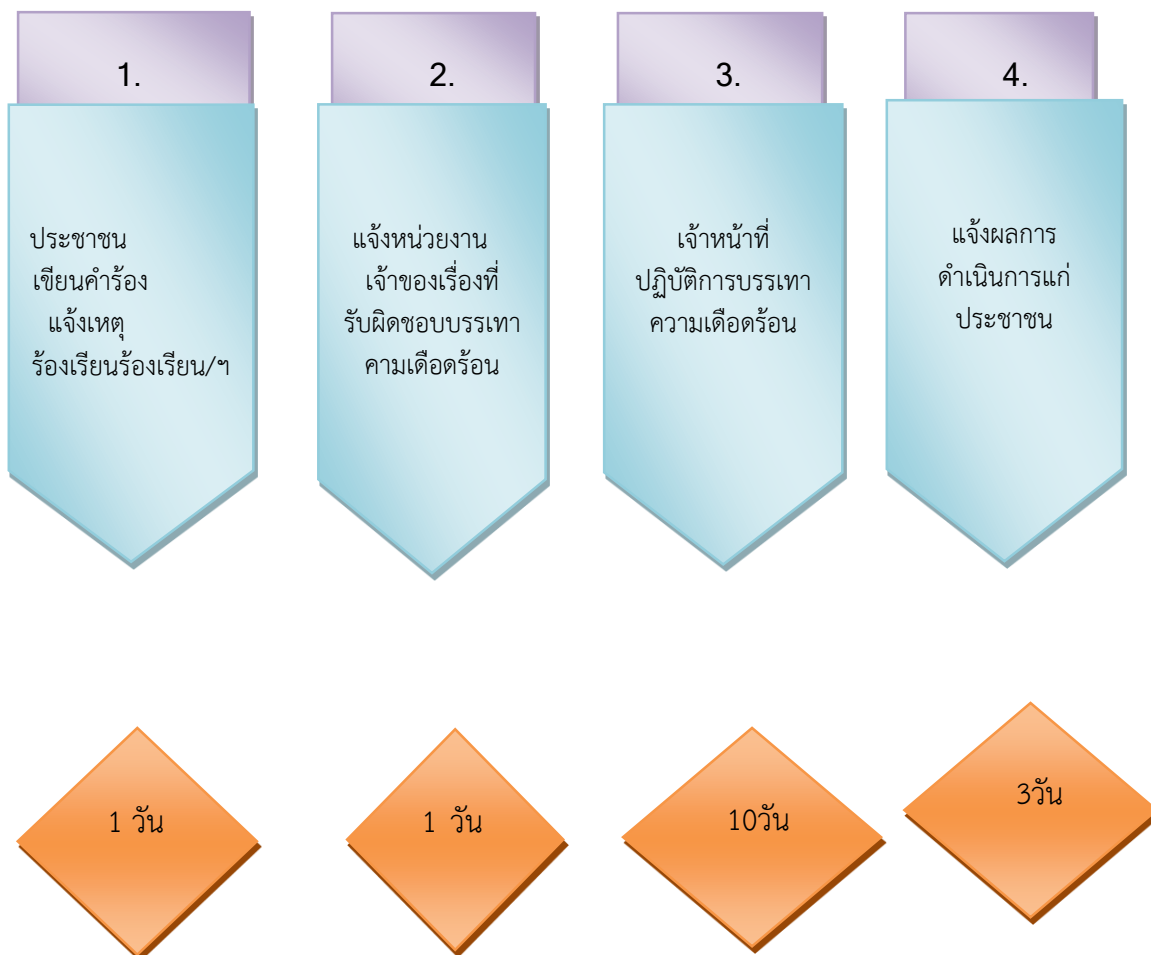 1.
ประชาชน
เขียนคำร้อง
แจ้งเหตุ
ร้องเรียนร้องเรียน/ฯ
2.
แจ้งหน่วยงาน
เจ้าของเรื่องที่
รับผิดชอบบรรเทา
คามเดือดร้อน
3.
เจ้าหน้าที่
ปฏิบัติการบรรเทา
ความเดือดร้อน
4.
แจ้งผลการ
ดำเนินการแก่
ประชาชน
1 วัน
1 วัน
10วัน
3วัน